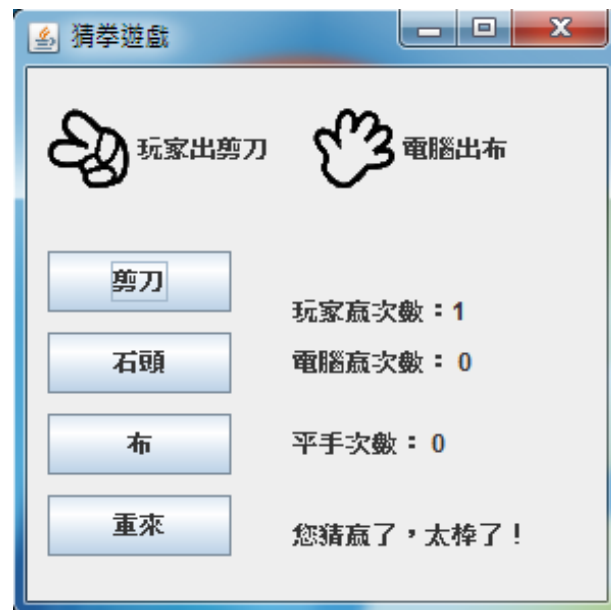 猜拳遊戲
玩家出剪刀 電腦出布
剪刀
玩家贏次數：1
石頭 電腦贏次數： 0
布 平手次數： 0
重來 您猜贏了，太棒了！